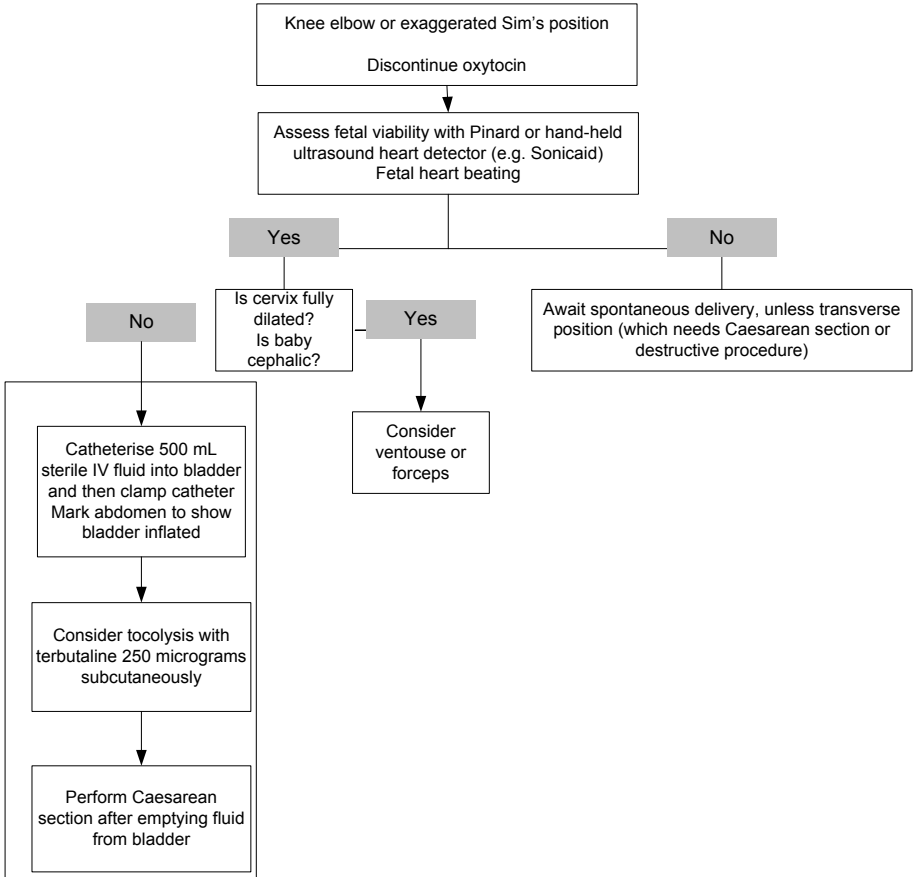 Knee elbow or exaggerated Sim's position
Discontinue oxytocin
Assess fetal viability with Pinard or hand-held
ultrasound heart detector (e.g. Sonicaid)
Fetal heart beating
Yes
No
Is cervix fully
dilated?
Is baby
cephalic?
Await spontaneous delivery, unless transverse
position (which needs Caesarean section or
destructive procedure)
No
Yes
Consider
ventouse or
forceps
Catheterise 500 mL
sterile IV fluid into bladder
and then clamp catheter
Mark abdomen to show
bladder inflated
Consider tocolysis with
terbutaline 250 micrograms
subcutaneously
Perform Caesarean
section after emptying fluid
from bladder